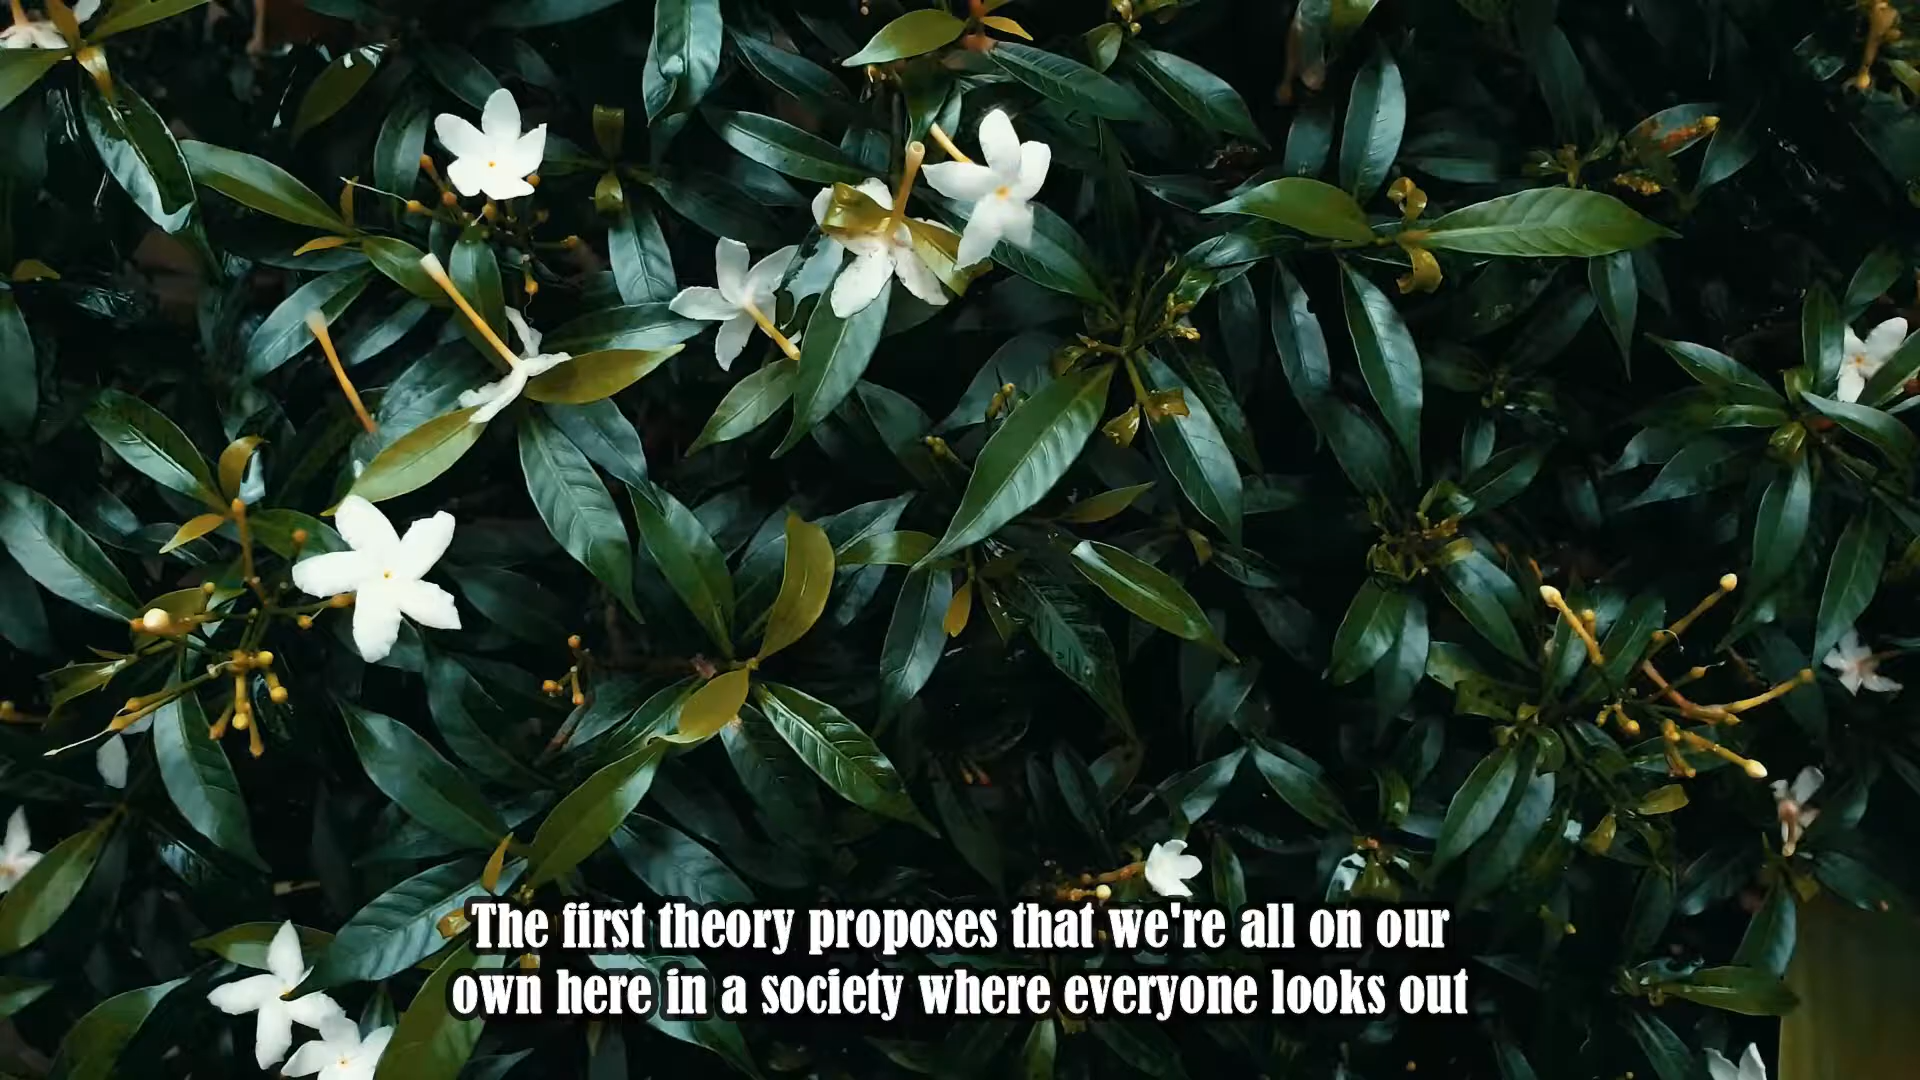 The first theory proposes that we're all on our
own here in a society where everyone looks out